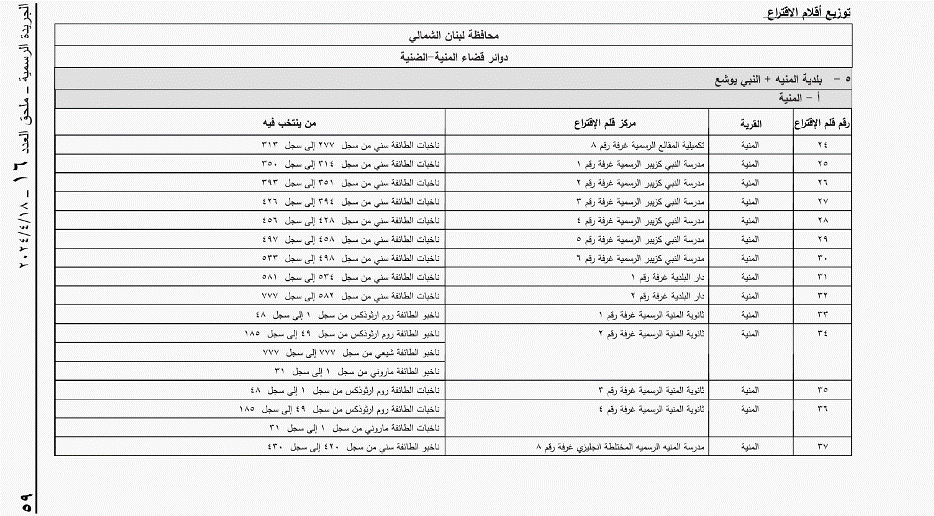 توزيع أقلام الاقتراع
محافظة لبنان الشمالي
دوائر قضاء المنية-الضنية
٥ - بلدية المنيه + النبي يوشع
أ - المنية
رقم قلم الإقتراع القرية مركز قلم الإقتراع من ينتخب فيه
٢٤ المنية تكميلية المقالع الرسمية غرفة رقم ٨ ناخبات الطائفة سني من سجل ٢٧٧ إلى سجل ٣١٣
٢٥ المنية مدرسة النبي كزيبر الرسمية غرفة رقم ١ ناخبات الطائفة سني من سجل ٣١٤ إلى سجل ٣٥٠
٢٦ المنية مدرسة النبي كزيبر الرسمية غرفة رقم ٢ ناخبات الطائفة سني من سجل ٣٥١ إلى سجل ٣٩٣
٢٧ المنية مدرسة النبي كزيبر الرسمية غرفة رقم ٣ ناخبات الطائفة سني من سجل ٣٩٤ إلى سجل ٤٢٦
٢٨ المنية مدرسة النبي كزيبر الرسمية غرفة رقم ٤ ناخبات الطائفة سني من سجل ٤٢٨ إلى سجل ٤٥٦
٢٩ المنية مدرسة النبي كزيبر الرسمية غرفة رقم ٥ ناخبات الطائفة سني من سجل ٤٥٨ إلى سجل ٤٩٧
٣٠ المنية مدرسة النبي كزيبر الرسمية غرفة رقم ٦ ناخبات الطائفة سني من سجل ٤٩٨ إلى سجل ٥٣٣
٣١ المنية دار البلدية غرفة رقم ١ ناخبات الطائفة سني من سجل ٥٣٤ إلى سجل ٥٨١
٣٢ المنية دار البلدية غرفة رقم ٢ ناخبات الطائفة سني من سجل ٥٨٢ إلى سجل ٧٧٧
٣٣ المنية ثانوية المنية الرسمية غرفة رقم ١ ناخبو الطائفة روم ارثوذكس من سجل ١ إلى سجل ٤٨
٣٤ المنية ثانوية المنية الرسمية غرفة رقم ٢ ناخبو الطائفة روم ارثوذكس من سجل ٤٩ إلى سجل ١٨٥
ناخبو الطائفة شيعي من سجل ٧٧٧ إلى سجل ٧٧٧
ناخبو الطائفة ماروني من سجل ١ إلى سجل ٣١
٣٥ المنية ثانوية المنية الرسمية غرفة رقم ٣ ناخبات الطائفة روم ارثوذكس من سجل ١ إلى سجل ٤٨
٣٦ المنية ثانوية المنية الرسمية غرفة رقم ٤ ناخبات الطائفة روم ارثوذكس من سجل ٤٩ إلى سجل ١٨٥
ناخبات الطائفة ماروني من سجل ١ إلى سجل ٣١
٣٧ المنية مدرسة المنيه الرسميه المختلطة انجليزي غرفة رقم ٨ ناخبو الطائفة سني من سجل ٤٢٠ إلى سجل ٤٣٠
الجريدة الرسمية - ملحق العدد ١٦ - ٢٠٢٤/٤/١٨
٥٩